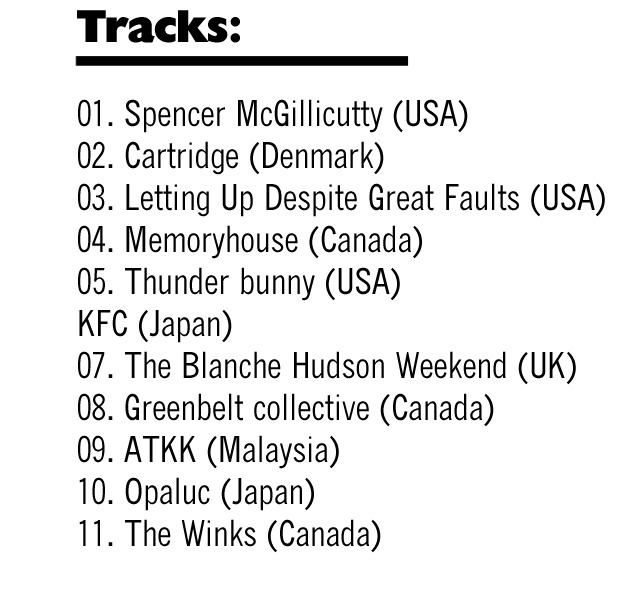 Tracks:
01. Spencer McGillicutty (USA)
02. Cartridge (Denmark)
03. Letting Up Despite Great Faults (USA)
04. Memoryhouse (Canada)
05. Thunder bunny (USA)
KFC (Japan)
07. The Blanche Hudson Weekend (UK)
08. Greenbelt collective (Canada)
09. ATKK (Malaysia)
10. Opaluc (Japan)
11. The Winks (Canada)